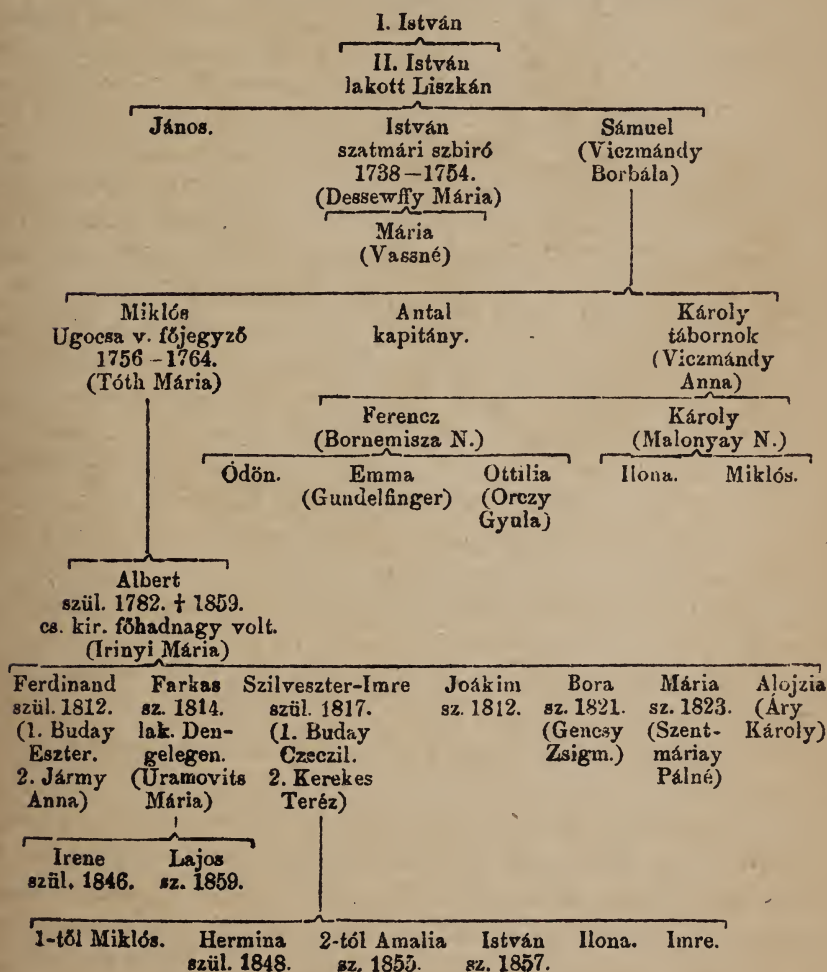 I. István
II. István
lakott Liszkán
János. István Sámuel
szatmári szbiró (Viczmándy
1738—1754. Borbála)
(Dessewffy Mária)
Mária
(Vassné)
Miklós Antal Károly
Ugocsa v. főjegyző kapitány. tábornok
1756—1764. (Viczmándy
(Tóth Mária) Anna)
Ferencz Károly
(Bornemisza N.) (Malonyay N.)
Ödön. Emma Ottilia Ilona. Miklós.
(Gundelfinger) (Orczy
Gyula)
Albert
szül. 1782. † 1859.
cs. kir. főhadnagy volt.
(Irinyi Mária)
Ferdinand Farkas Szilveszter-Imre Joákim Bora Mária Alojzia
szül. 1812. sz. 1814. szül. 1817. sz. 1812. sz. 1821. sz. 1823. (Áry
(1. Buday lak. Den- (1. Buday (Gencsy (Szent- Károly)
Eszter. gelegen. Czeczil. Zsigm.) máriay
2. Jármy (Uramovits 2. Kerekes Pálné)
Anna) Mária) Teréz)
Irene Lajos
szül. 1846. sz. 1859.
1-től Miklós. Hermina 2-tól Amalia István Ilona. Imre.
szül. 1848. sz. 1855. sz. 1857.